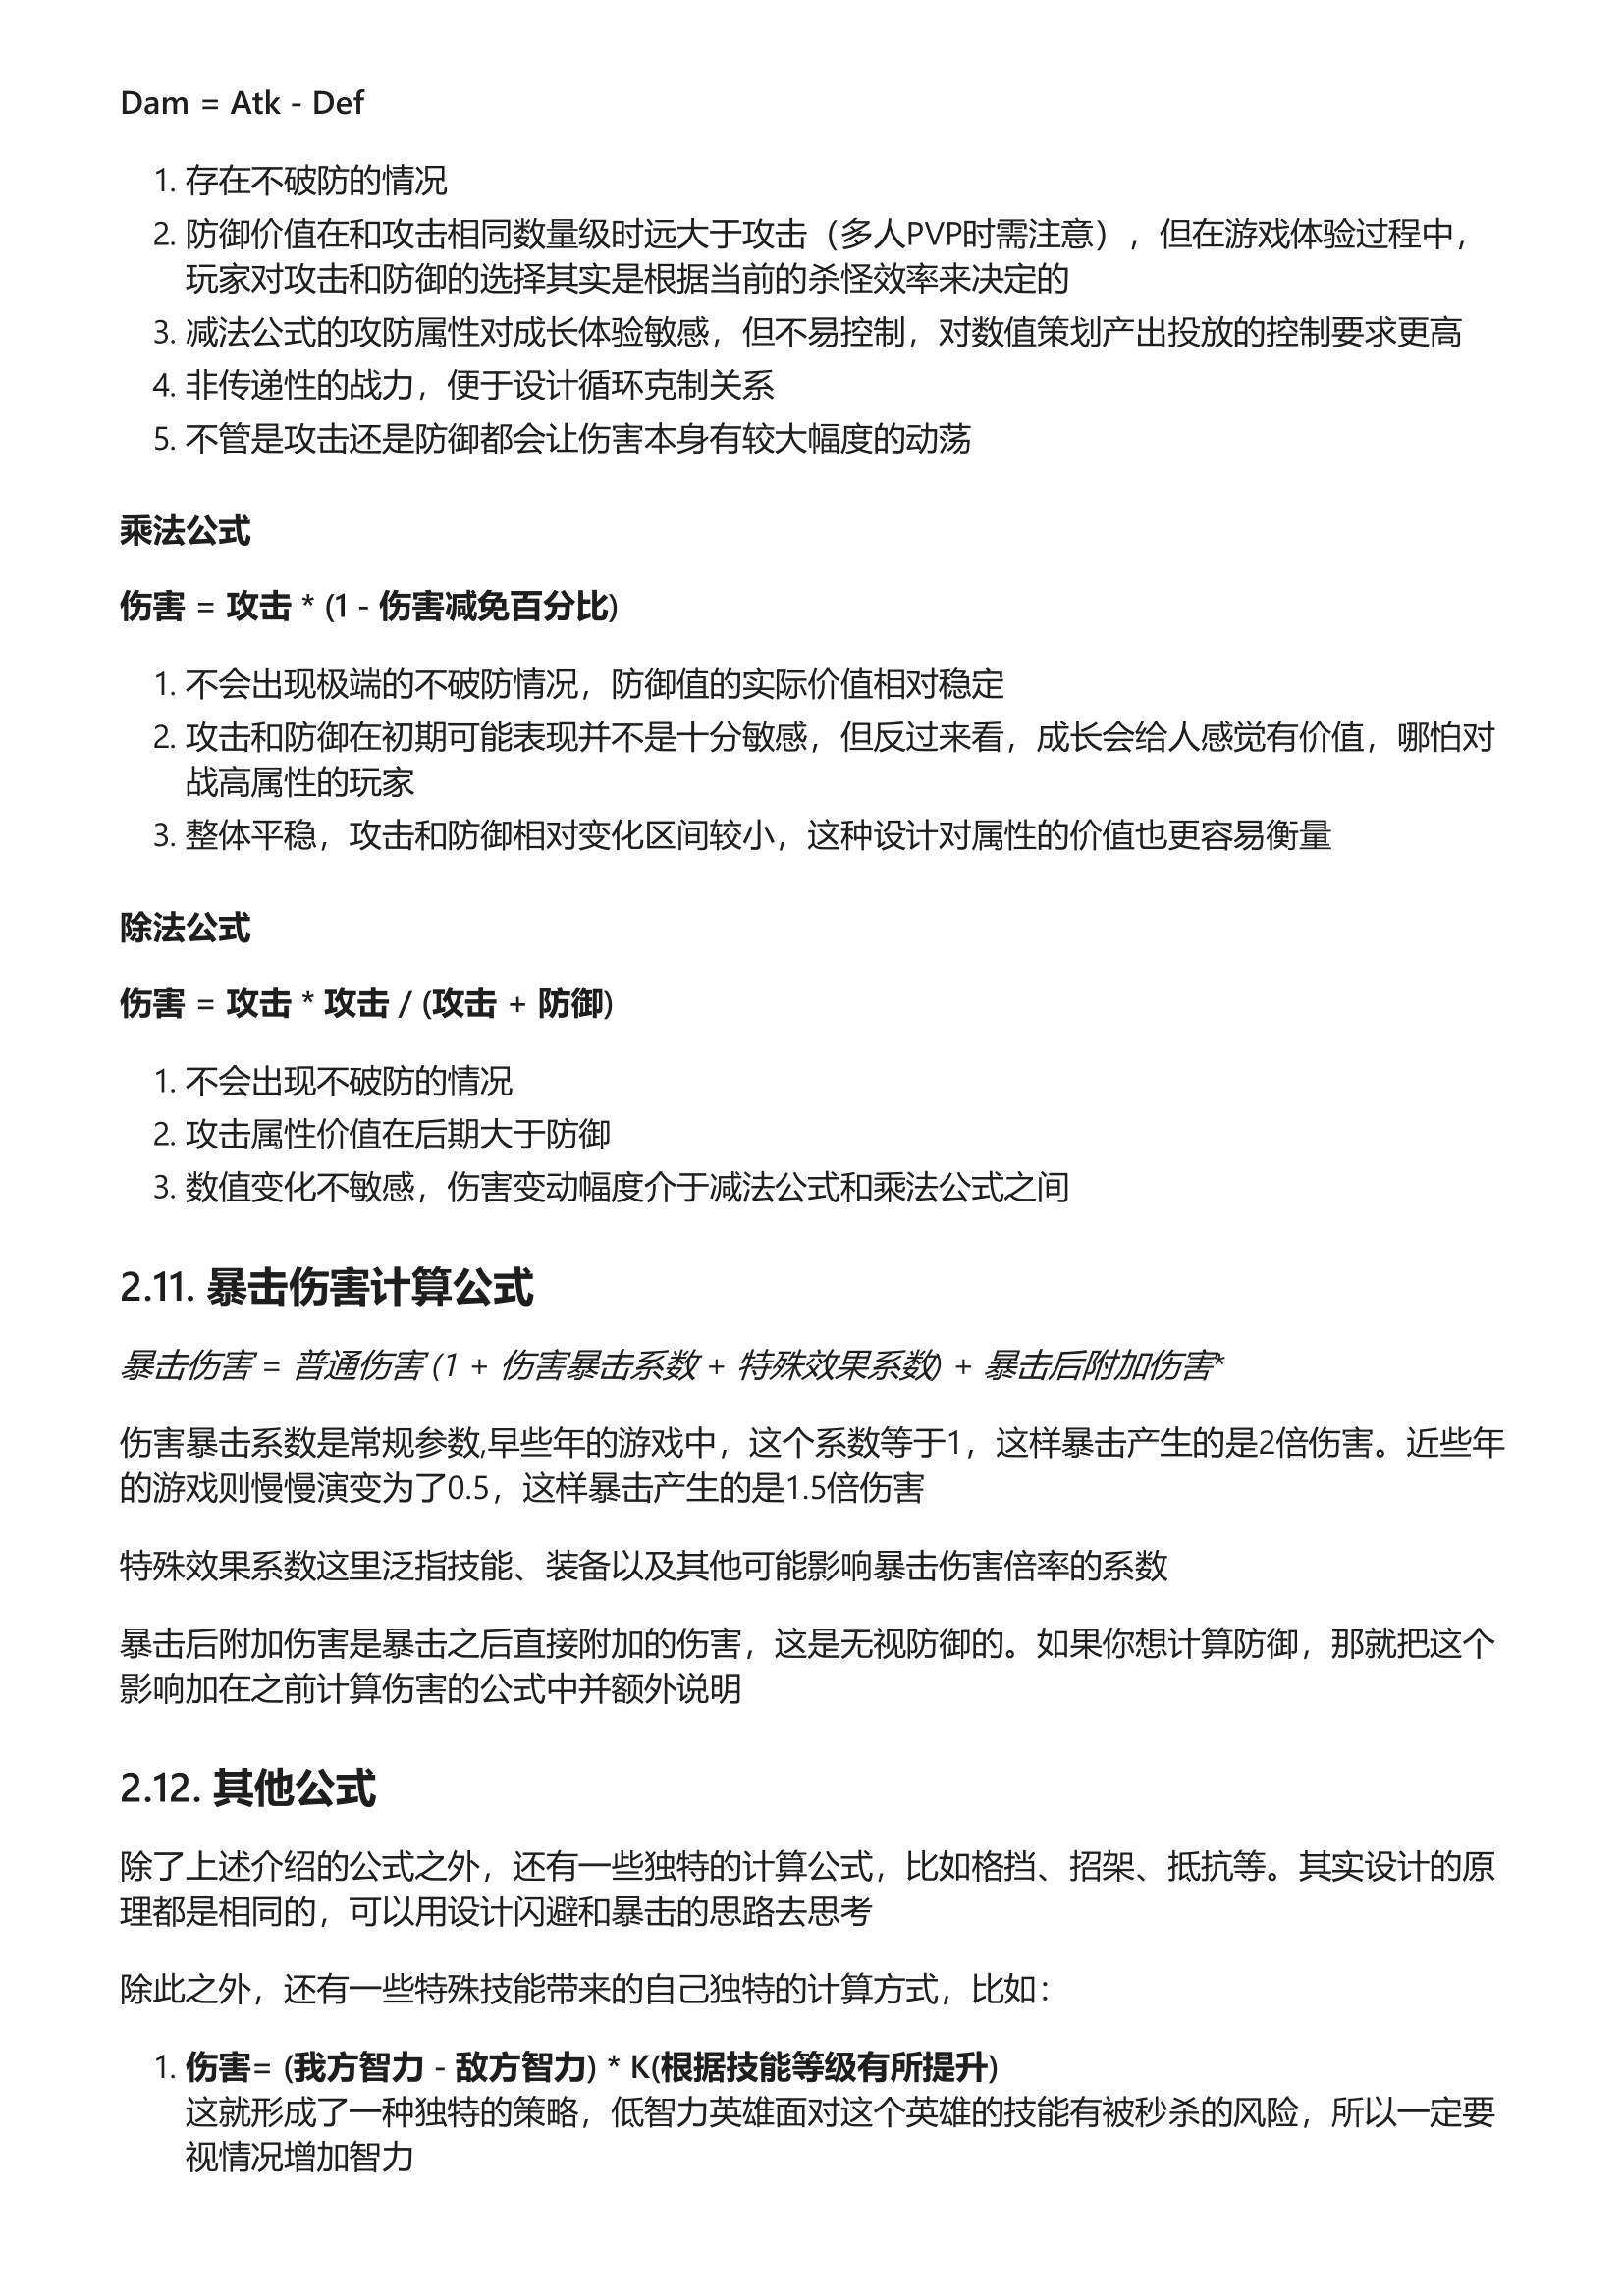 Dam = Atk - Def
1. 存在不破防的情况
2. 防御价值在和攻击相同数量级时远大于攻击（多人PVP时需注意），但在游戏体验过程中，
玩家对攻击和防御的选择其实是根据当前的杀怪效率来决定的
3. 减法公式的攻防属性对成长体验敏感，但不易控制，对数值策划产出投放的控制要求更高
4. 非传递性的战力，便于设计循环克制关系
5. 不管是攻击还是防御都会让伤害本身有较大幅度的动荡
乘法公式
伤害 = 攻击 * (1 - 伤害减免百分比)
1. 不会出现极端的不破防情况，防御值的实际价值相对稳定
2. 攻击和防御在初期可能表现并不是十分敏感，但反过来看，成长会给人感觉有价值，哪怕对
战高属性的玩家
3. 整体平稳，攻击和防御相对变化区间较小，这种设计对属性的价值也更容易衡量
除法公式
伤害 = 攻击 * 攻击 / (攻击 + 防御)
1. 不会出现不破防的情况
2. 攻击属性价值在后期大于防御
3. 数值变化不敏感，伤害变动幅度介于减法公式和乘法公式之间
2.11. 暴击伤害计算公式
暴击伤害 = 普通伤害 (1 + 伤害暴击系数 + 特殊效果系数) + 暴击后附加伤害*
伤害暴击系数是常规参数,早些年的游戏中，这个系数等于1，这样暴击产生的是2倍伤害。近些年
的游戏则慢慢演变为了0.5，这样暴击产生的是1.5倍伤害
特殊效果系数这里泛指技能、装备以及其他可能影响暴击伤害倍率的系数
暴击后附加伤害是暴击之后直接附加的伤害，这是无视防御的。如果你想计算防御，那就把这个
影响加在之前计算伤害的公式中并额外说明
2.12. 其他公式
除了上述介绍的公式之外，还有一些独特的计算公式，比如格挡、招架、抵抗等。其实设计的原
理都是相同的，可以用设计闪避和暴击的思路去思考
除此之外，还有一些特殊技能带来的自己独特的计算方式，比如：
1. 伤害= (我方智力 - 敌方智力) * K(根据技能等级有所提升)
这就形成了一种独特的策略，低智力英雄面对这个英雄的技能有被秒杀的风险，所以一定要
视情况增加智力